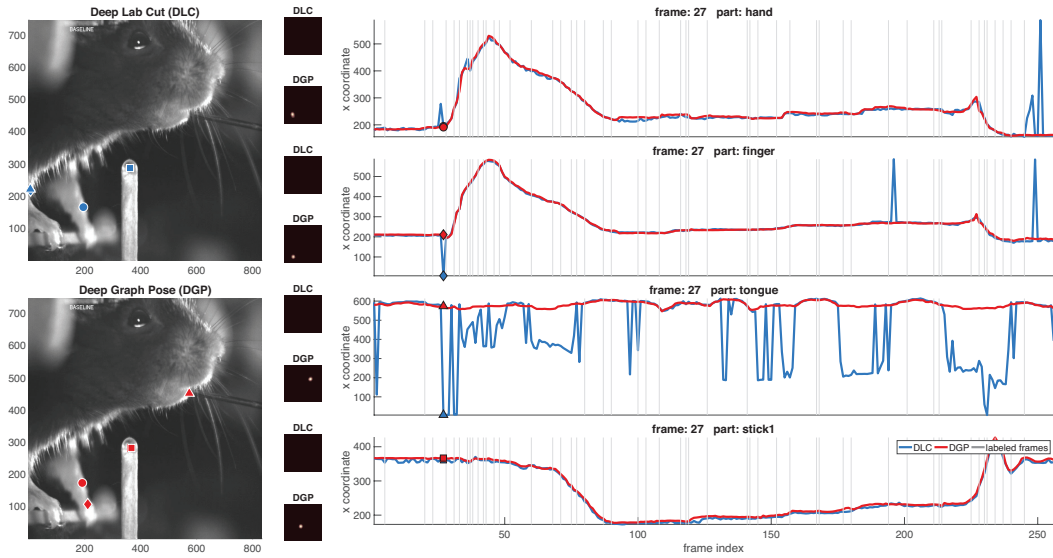 Deep Lab Cut (DLC)
BASELINE
700
600
500
400
300
200
100
200
400
600
800
Deep Graph Pose (DGP)
BASELINE
700
600
500
400
300
200
100
200
400
600
800
DLC
DGP
DLC
DGP
DLC
DGP
DLC
DGP
frame: 27 part: hand
x coordinate
500
400
300
200
frame: 27 part: finger
x coordinate
500
400
300
200
100
frame: 27 part: tongue
x coordinate
600
500
400
300
200
100
frame: 27 part: stick1
x coordinate
400
300
200
DLC DGP labeled frames
50
100
150
200
250
frame index